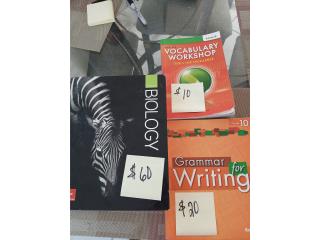 VOCABULARY
WORKSHOP
$10
BIOLOGY
$60
10
Grammar
for
Writing
$20